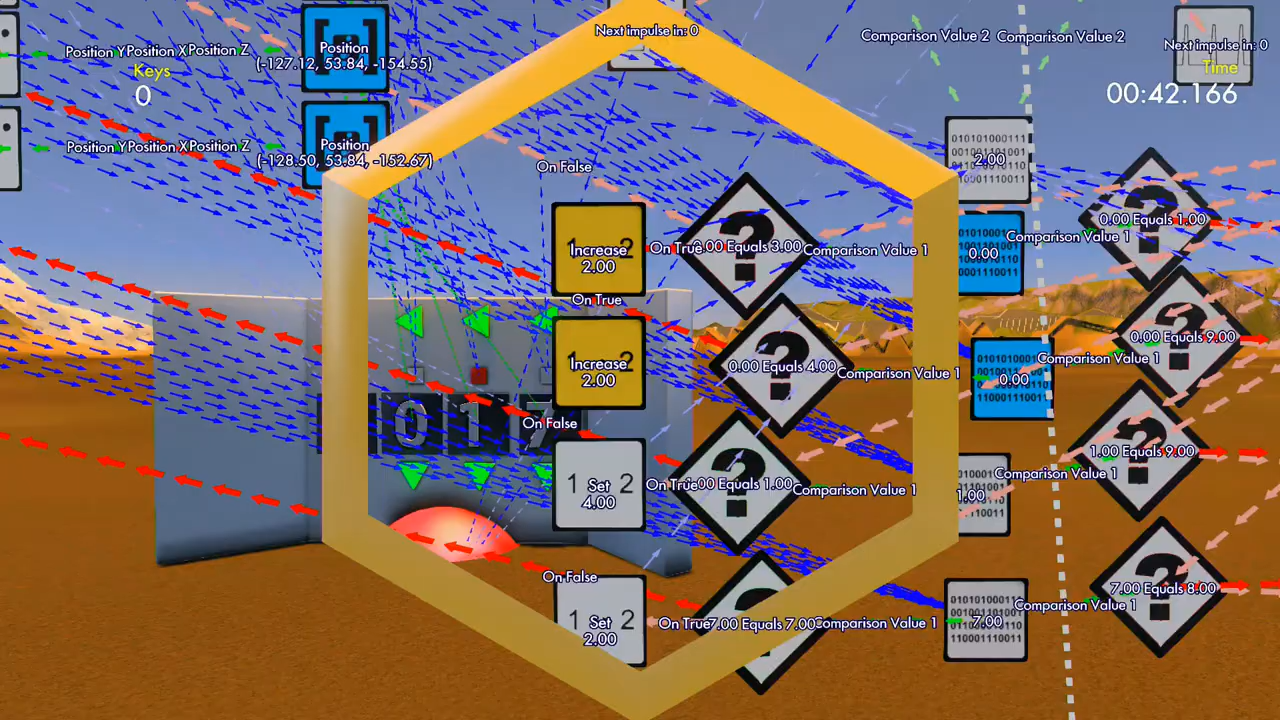 Next impulse in: 0
Comparison Value 2 Comparison Value 2
Position Y Position X Position Z
Position
(-127.12, 53.84, -154.55)
Next impulse in: 0
Keys
0
Time
00:42.166
Position Y Position X Position Z
Position
(-128.50, 53.84, -152.67)
On False
2.00
Increase
2.00
On True
0.00 Equals 3.00
Comparison Value 1
0.00
Comparison Value 1
0.00 Equals 1.00
On True
Increase
2.00
0.00 Equals 4.00
Comparison Value 1
0.00
Comparison Value 1
0.00 Equals 9.00
0 1 7
On False
1 Set 2
4.00
On True
00 Equals 1.00
Comparison Value 1
1.00
Comparison Value 1
1.00 Equals 9.00
On False
1 Set 2
2.00
On True
7.00 Equals 7.00
Comparison Value 1
7.00
Comparison Value 1
7.00 Equals 8.00